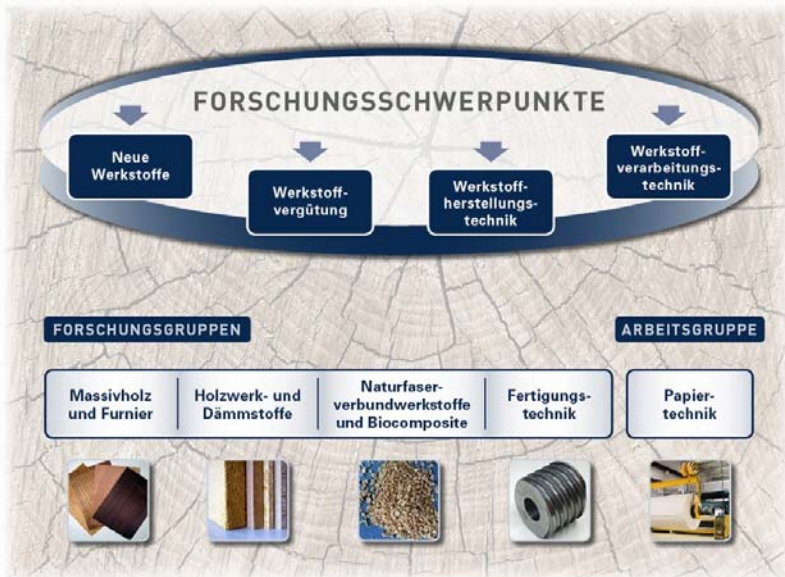 FORSCHUNGSSCHWERPUNKTE
Neue
Werkstoffe
Werkstoff-
vergütung
Werkstoff-
herstellungs-
technik
Werkstoff-
verarbeitungs-
technik
FORSCHUNGSGRUPPEN
ARBEITSGRUPPE
Massivholz
und Furnier
Holzwerk- und
Dämmstoffe
Naturfaser-
verbundwerkstoffe
und Biocomposite
Fertigungs-
technik
Papier-
technik